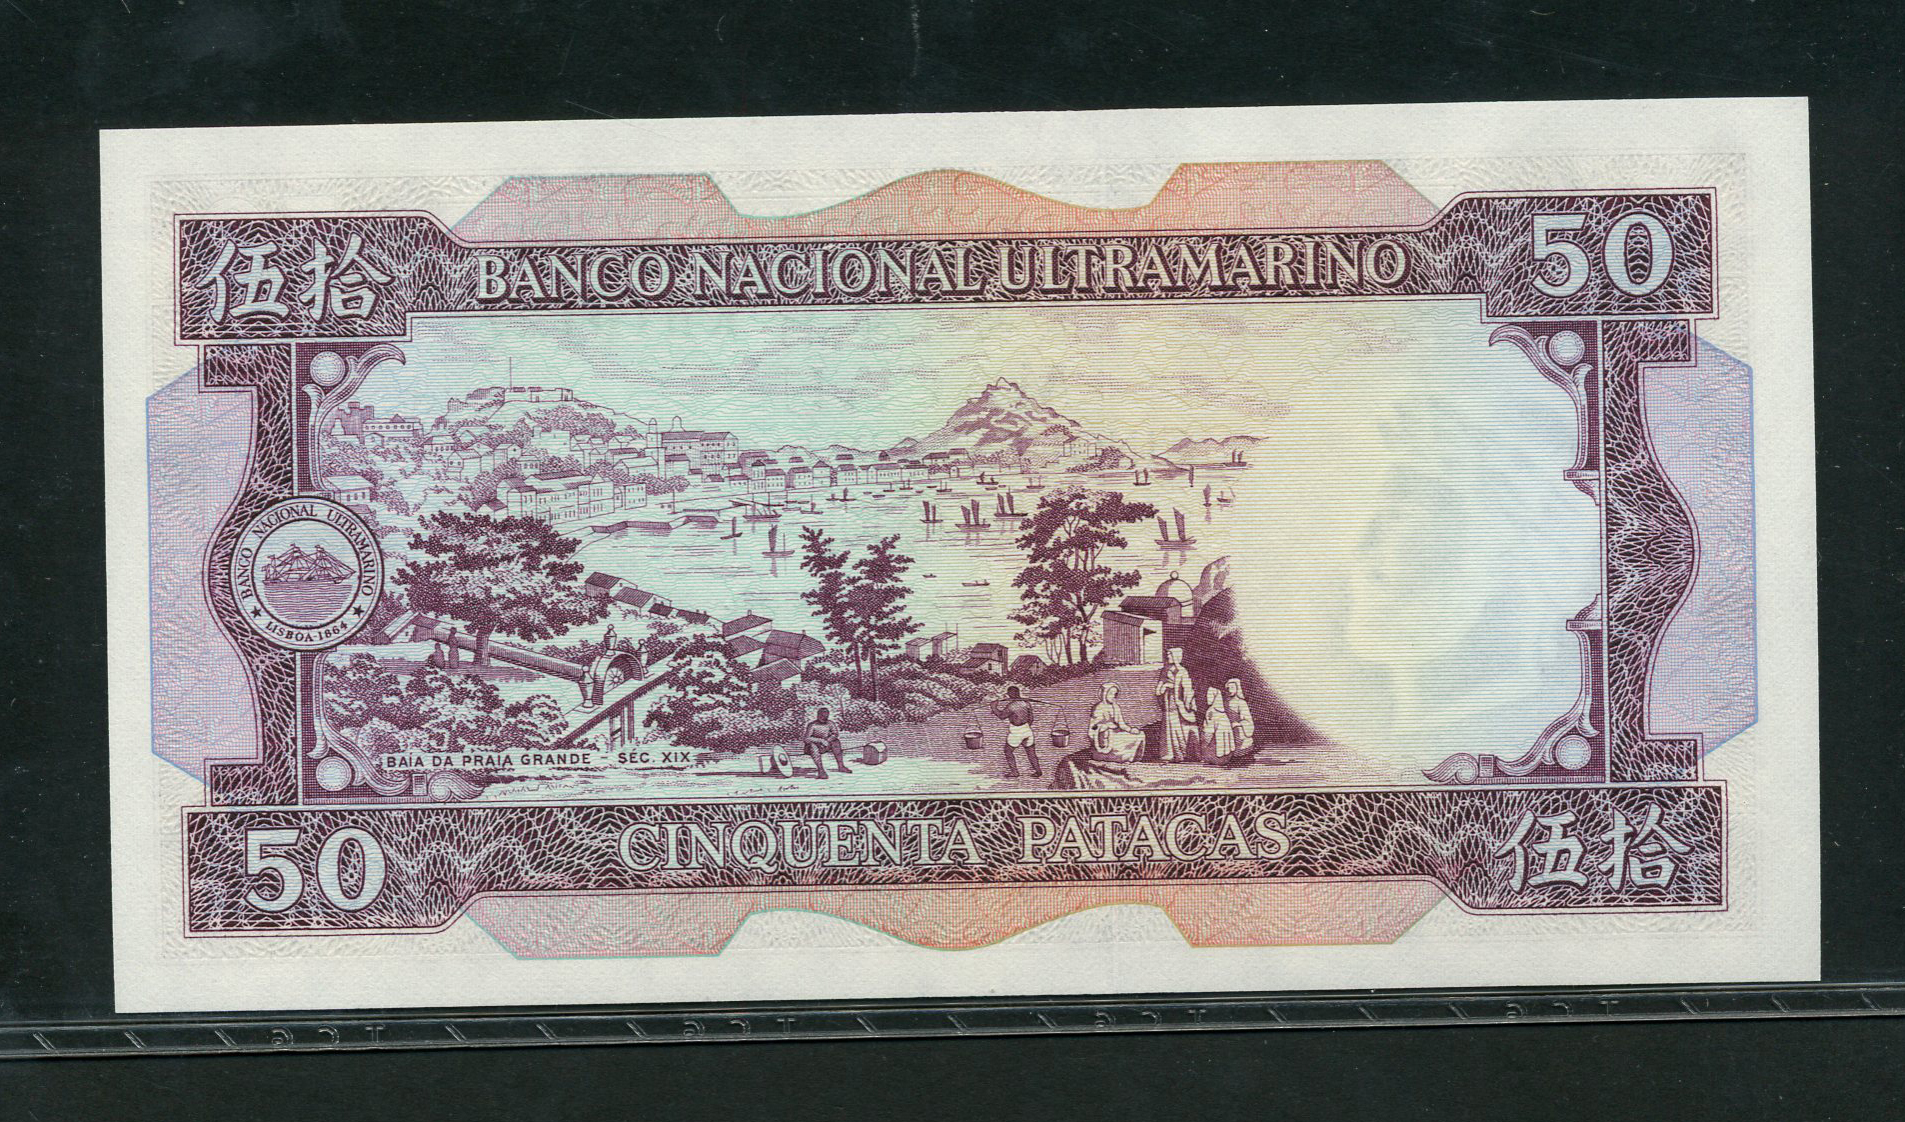 伍拾 BANCO NACIONAL ULTRAMARINO 50
BANCO NACIONAL ULTRAMARINO
LISBOA·1864
BAÍA DA PRAIA GRANDE - SÉC. XIX
50 CINQUENTA PATACAS 伍拾